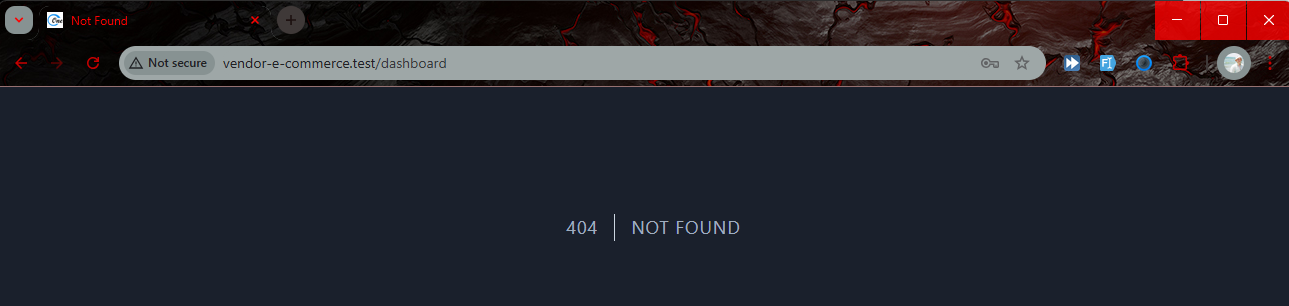 Not Found
Not secure
vendor-e-commerce.test/dashboard
404
NOT FOUND